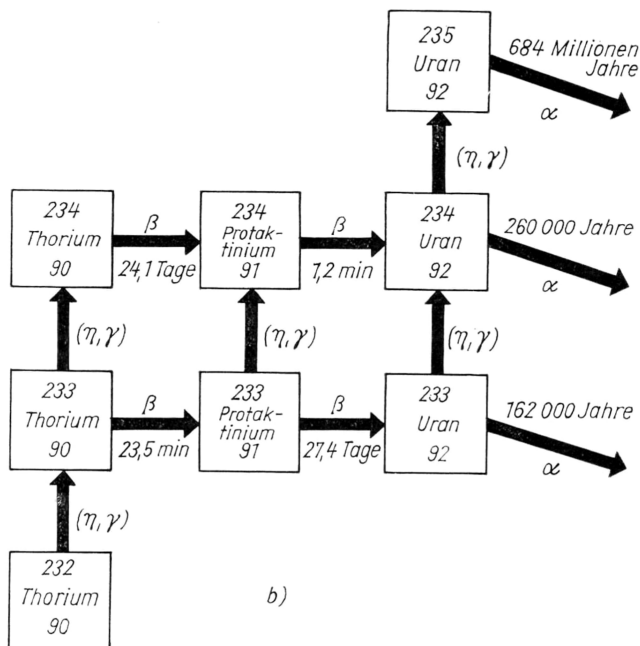 235
Uran
92
684 Millionen
Jahre
α
(η,γ)
234
Thorium
90
β
24,1 Tage
234
Protak-
tinium
91
β
1,2 min
234
Uran
92
260 000 Jahre
α
(η,γ)
(η,γ)
(η,γ)
233
Thorium
90
β
23,5 min
233
Protak-
tinium
91
β
27,4 Tage
233
Uran
92
162 000 Jahre
α
(η,γ)
232
Thorium
90
b)